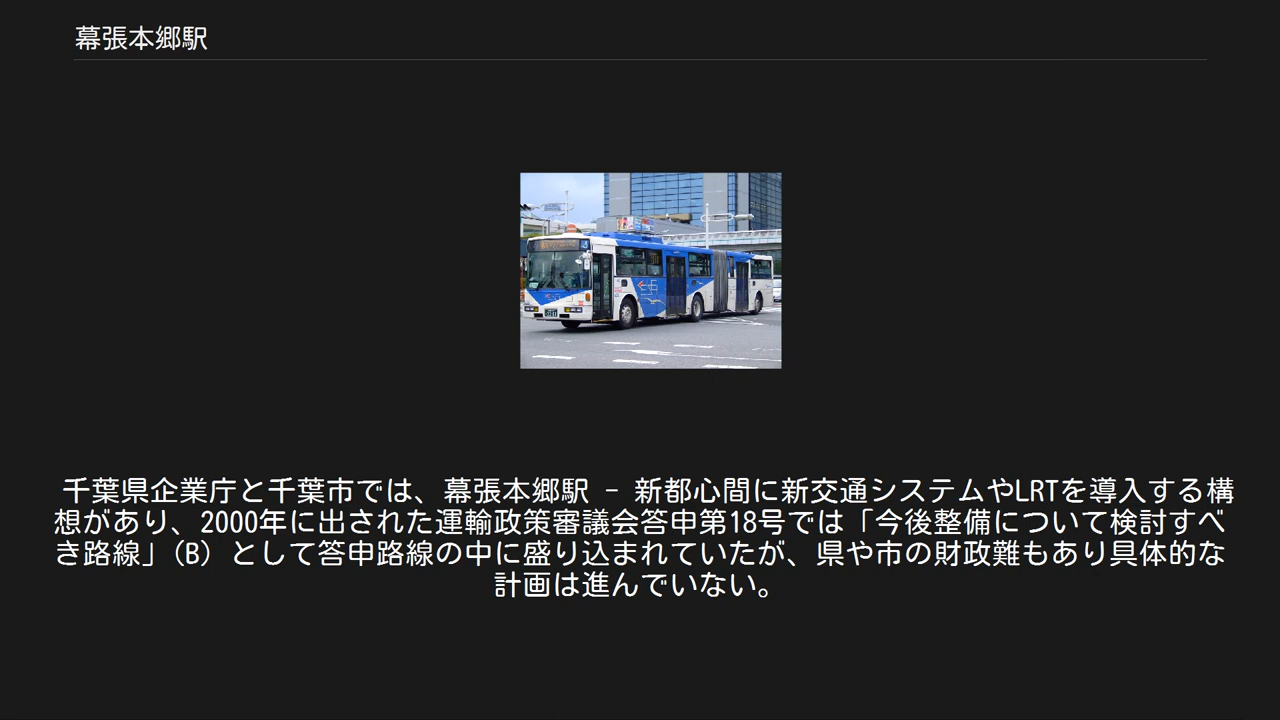 幕張本郷駅
千葉県企業庁と千葉市では、幕張本郷駅 - 新都心間に新交通システムやLRTを導入する構
想があり、2000年に出された運輸政策審議会答申第18号では「今後整備について検討すべ
き路線」(B) として答申路線の中に盛り込まれていたが、県や市の財政難もあり具体的な
計画は進んでいない。